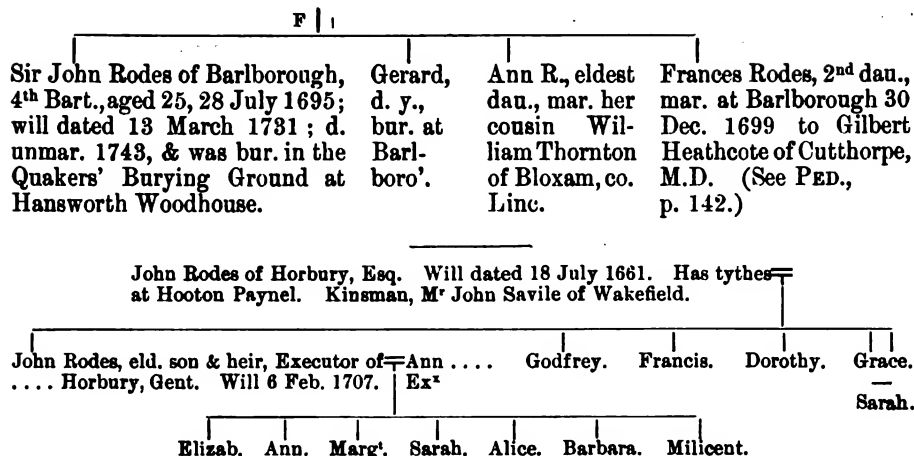 F
Sir John Rodes of Barlborough,
4th Bart., aged 25, 28 July 1695;
will dated 13 March 1731 ; d.
unmar. 1743, & was bur. in the
Quakers' Burying Ground at
Hansworth Woodhouse.
Gerard,
d. y.,
bur. at
Barl-
boro'.
Ann R., eldest
dau., mar. her
cousin Wil-
liam Thornton
of Bloxam, co.
Linc.
Frances Rodes, 2nd dau.,
mar. at Barlborough 30
Dec. 1699 to Gilbert
Heathcote of Cutthorpe,
M.D. (See PED.,
p. 142.)
John Rodes of Horbury, Esq. Will dated 18 July 1661. Has tythes
at Hooton Paynel. Kinsman, Mr John Savile of Wakefield.
John Rodes, eld. son & heir, Executor of
.... Horbury, Gent. Will 6 Feb. 1707.
Ann ....
Exx
Godfrey.
Francis.
Dorothy.
Grace.
Sarah.
Elizab. Ann. Margt. Sarah. Alice. Barbara. Milicent.